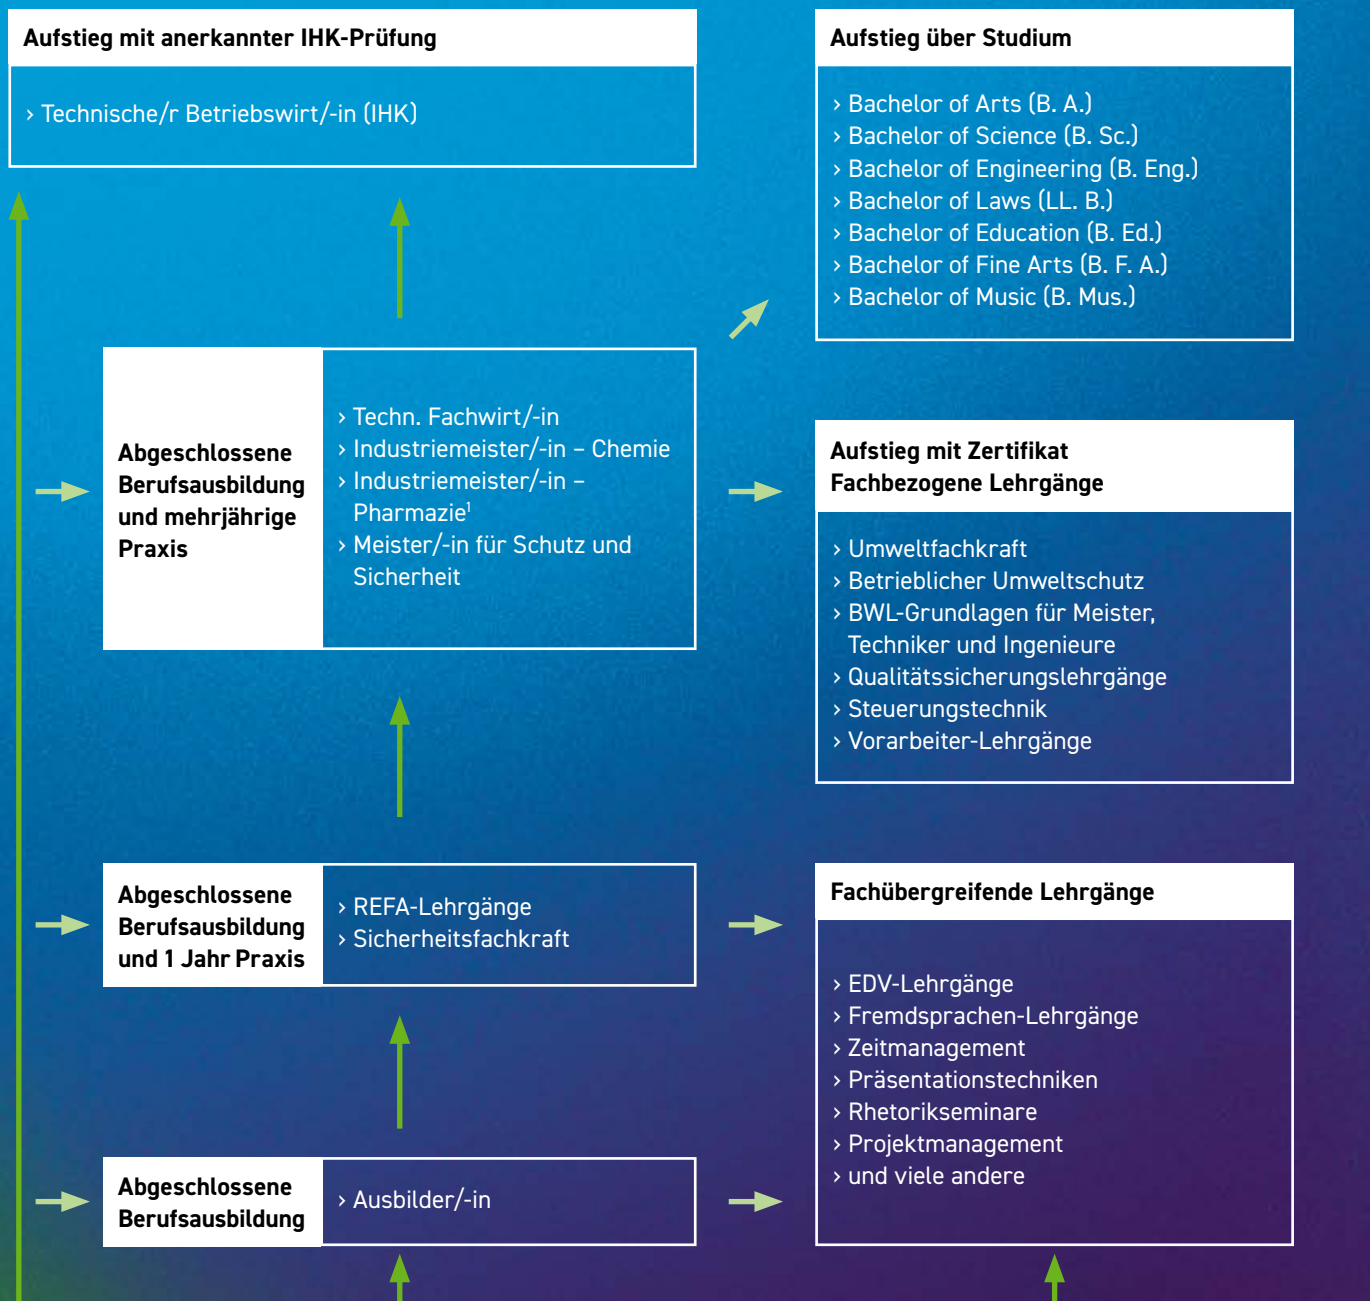 Aufstieg mit anerkannter IHK-Prüfung
› Technische/r Betriebswirt/-in (IHK)
Aufstieg über Studium
› Bachelor of Arts (B. A.)
› Bachelor of Science (B. Sc.)
› Bachelor of Engineering (B. Eng.)
› Bachelor of Laws (LL. B.)
› Bachelor of Education (B. Ed.)
› Bachelor of Fine Arts (B. F. A.)
› Bachelor of Music (B. Mus.)
Abgeschlossene
Berufsausbildung
und mehrjährige
Praxis
› Techn. Fachwirt/-in
› Industriemeister/-in – Chemie
› Industriemeister/-in –
Pharmazie¹
› Meister/-in für Schutz und
Sicherheit
Aufstieg mit Zertifikat
Fachbezogene Lehrgänge
› Umweltfachkraft
› Betrieblicher Umweltschutz
› BWL-Grundlagen für Meister,
Techniker und Ingenieure
› Qualitätssicherungslehrgänge
› Steuerungstechnik
› Vorarbeiter-Lehrgänge
Abgeschlossene
Berufsausbildung
und 1 Jahr Praxis
› REFA-Lehrgänge
› Sicherheitsfachkraft
Fachübergreifende Lehrgänge
› EDV-Lehrgänge
› Fremdsprachen-Lehrgänge
› Zeitmanagement
› Präsentationstechniken
› Rhetorikseminare
› Projektmanagement
› und viele andere
Abgeschlossene
Berufsausbildung
› Ausbilder/-in